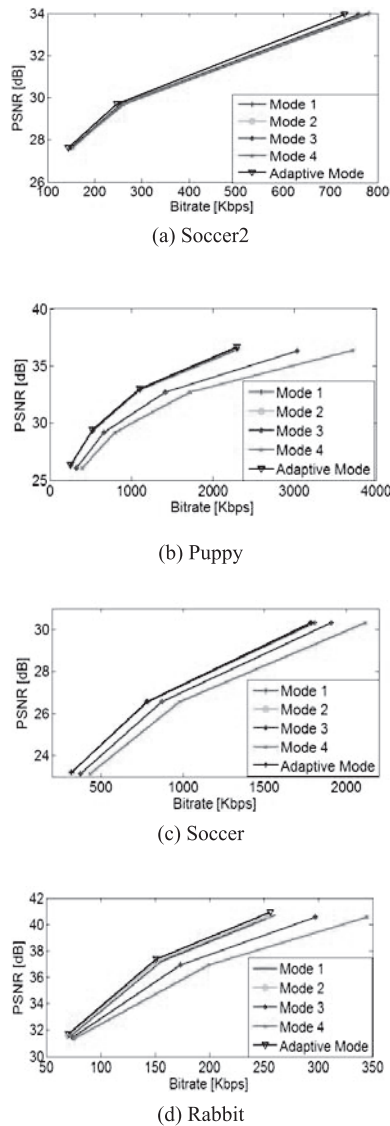 34
32
30
28
26
PSNR [dB]
Mode 1
Mode 2
Mode 3
Mode 4
Adaptive Mode
100 200 300 400 500 600 700 800
Bitrate [Kbps]
(a) Soccer2
40
35
30
25
PSNR [dB]
Mode 1
Mode 2
Mode 3
Mode 4
Adaptive Mode
0 1000 2000 3000 4000
Bitrate [Kbps]
(b) Puppy
30
28
26
24
PSNR [dB]
Mode 1
Mode 2
Mode 3
Mode 4
Adaptive Mode
500 1000 1500 2000
Bitrate [Kbps]
(c) Soccer
42
40
38
36
34
32
30
PSNR [dB]
Mode 1
Mode 2
Mode 3
Mode 4
Adaptive Mode
50 100 150 200 250 300 350
Bitrate [Kbps]
(d) Rabbit